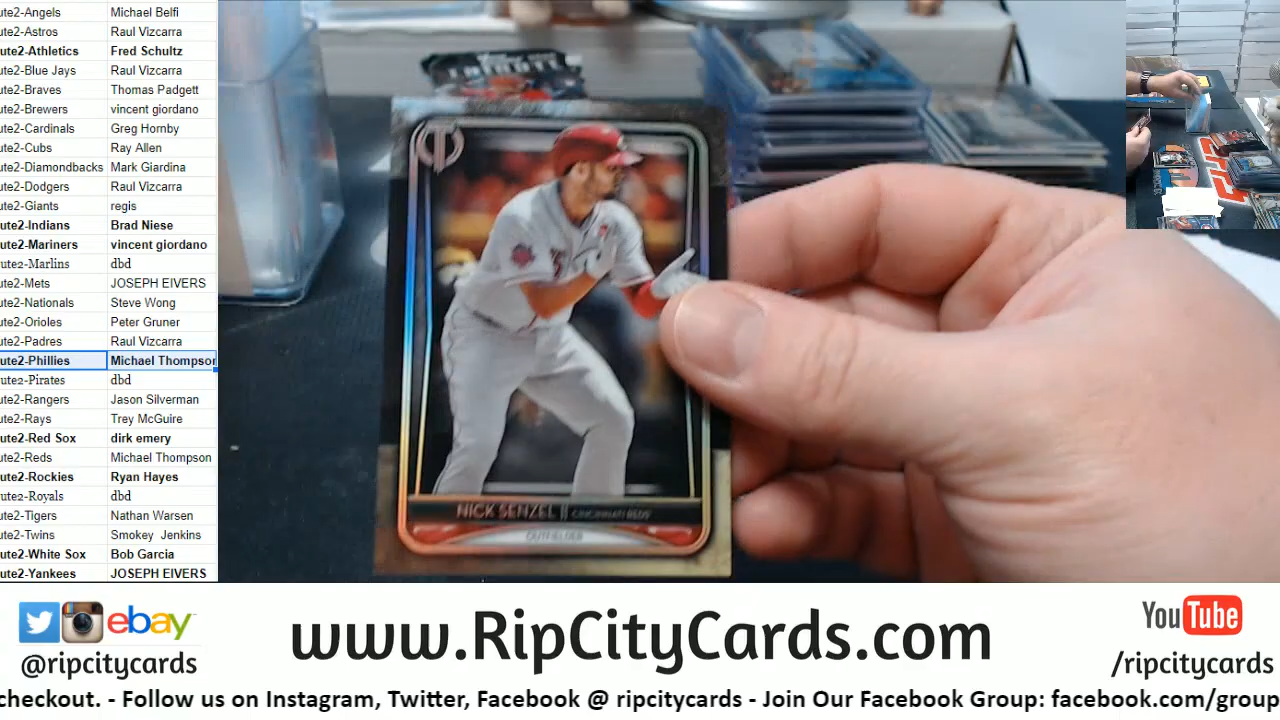 ute2-Angels Michael Belfi
ute2-Astros Raul Vizcarra
ute2-Athletics Fred Schultz
ute2-Blue Jays Raul Vizcarra
ute2-Braves Thomas Padgett
ute2-Brewers vincent giordano
ute2-Cardinals Greg Hornby
ute2-Cubs Ray Allen
ute2-Diamondbacks Mark Giardina
ute2-Dodgers Raul Vizcarra
ute2-Giants regis
ute2-Indians Brad Niese
ute2-Mariners vincent giordano
ute2-Marlins dbd
ute2-Mets JOSEPH EIVERS
ute2-Nationals Steve Wong
ute2-Orioles Peter Gruner
ute2-Padres Raul Vizcarra
ute2-Phillies Michael Thompson
ute2-Pirates dbd
ute2-Rangers Jason Silverman
ute2-Rays Trey McGuire
ute2-Red Sox dirk emery
ute2-Reds Michael Thompson
ute2-Rockies Ryan Hayes
ute2-Royals dbd
ute2-Tigers Nathan Warsen
ute2-Twins Smokey Jenkins
ute2-White Sox Bob Garcia
ute2-Yankees JOSEPH EIVERS
TRIBUTE
NICK SENZEL || CINCINNATI REDS
OUTFIELDER
ebay
@ripcitycards
www.RipCityCards.com
YouTube
/ripcitycards
checkout. - Follow us on Instagram, Twitter, Facebook @ ripcitycards - Join Our Facebook Group: facebook.com/group